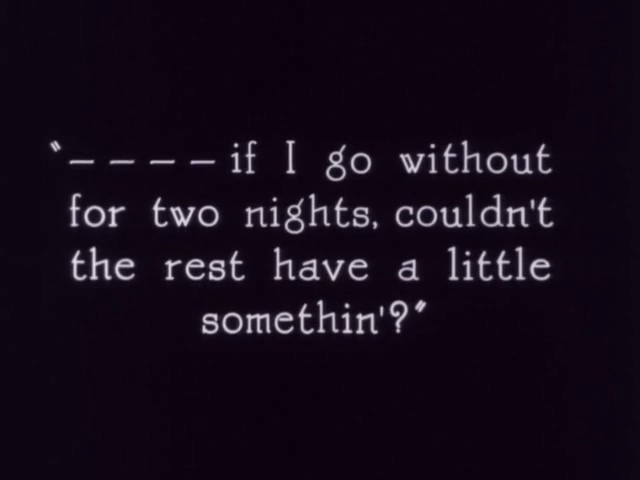 "– – – – if I go without
for two nights, couldn't
the rest have a little
somethin'?"